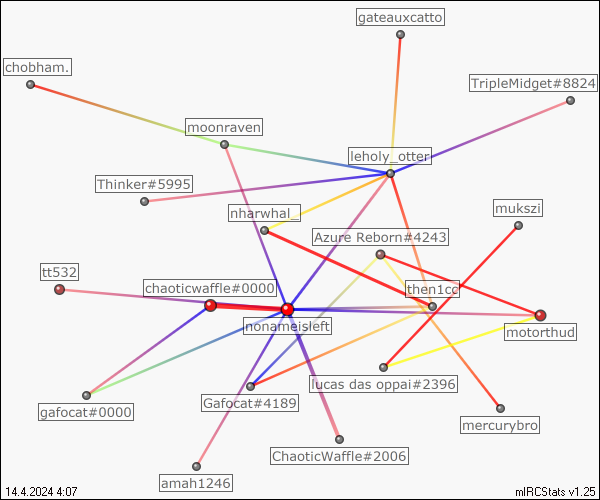 gateauxcatto
chobham.
TripleMidget#8824
moonraven
leholy_otter
Thinker#5995
nharwhal_
mukszi
Azure Reborn#4243
tt532
chaoticwaffle#0000
then1cc
nonameisleft
motorthud
lucas das oppai#2396
gafocat#0000
Gafocat#4189
mercurybro
ChaoticWaffle#2006
amah1246
14.4.2024 4:07
mIRCStats v1.25